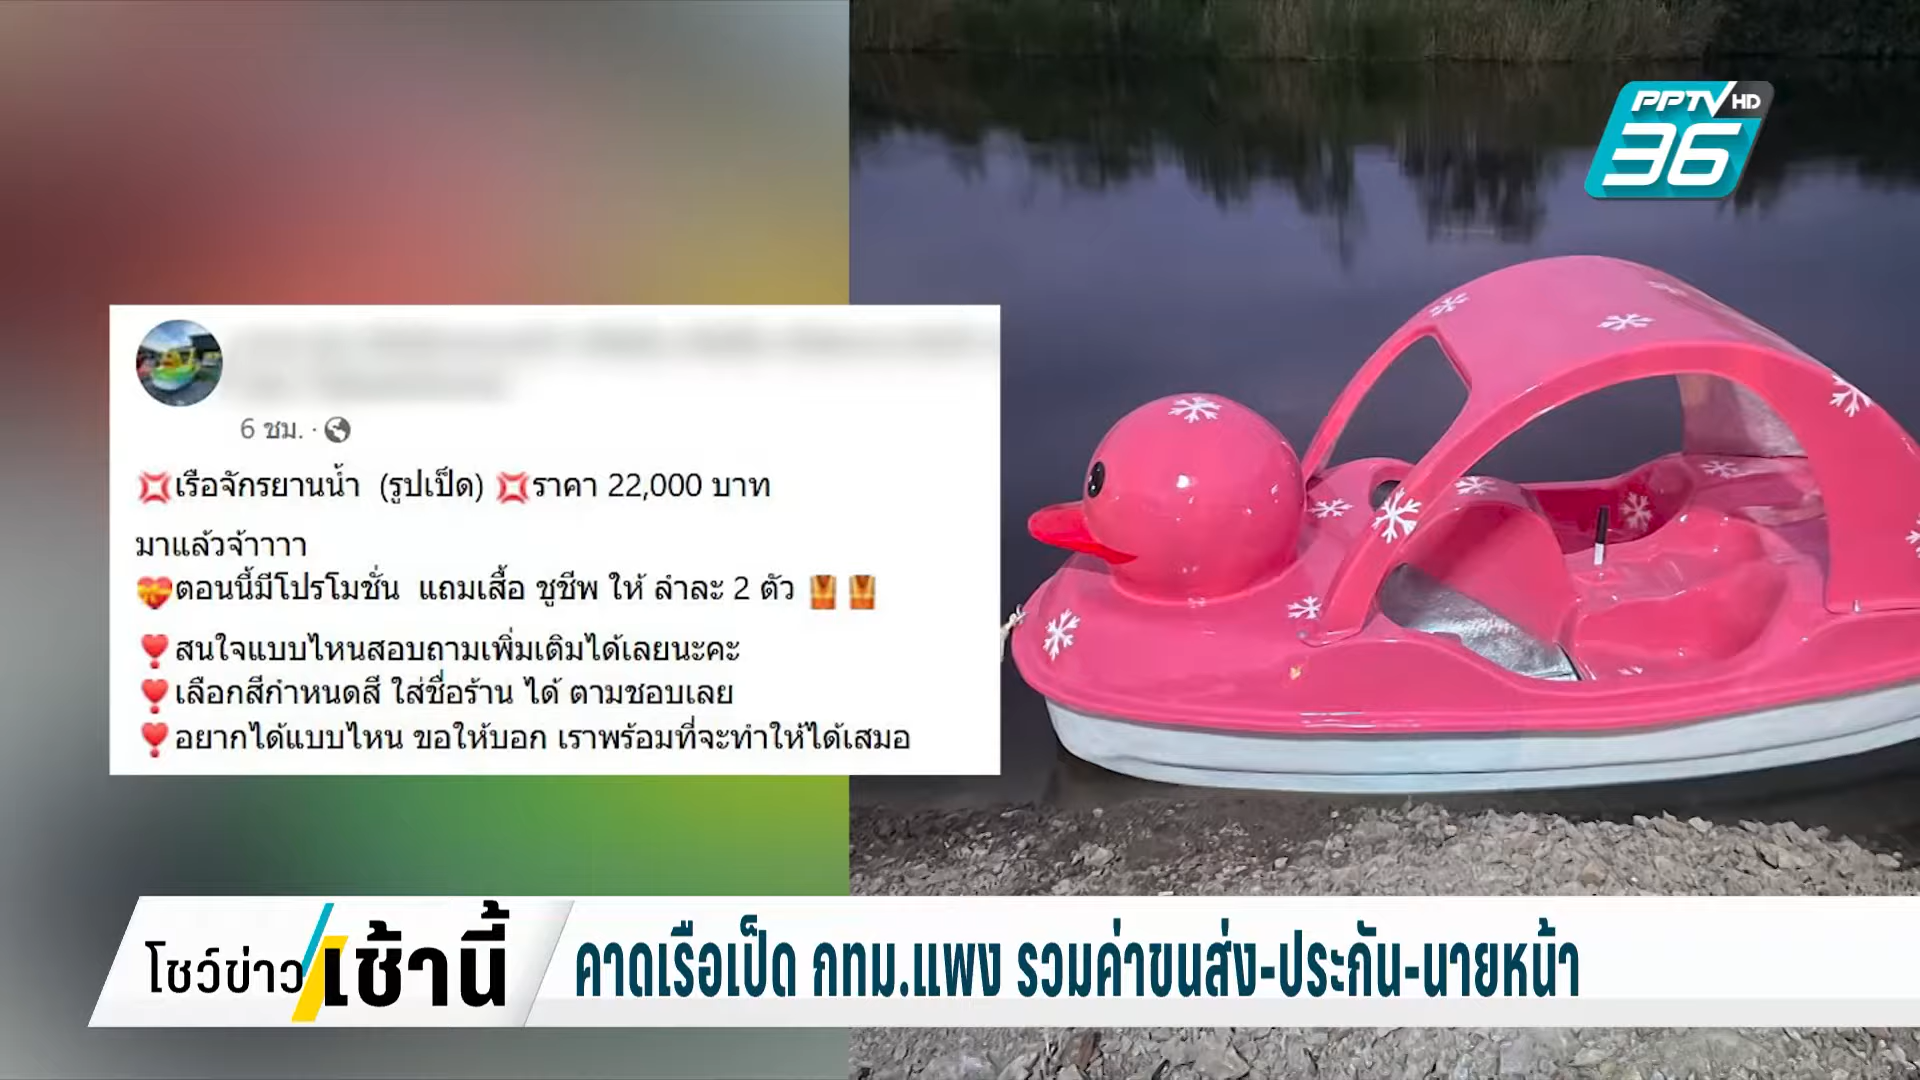 PPTV HD
36
6 ชม.
เรือจักรยานน้ำ (รูปเป็ด) ราคา 22,000 บาท
มาแล้วจ้าาาา
ตอนนี้มีโปรโมชั่น แถมเสื้อ ชูชีพ ให้ ลำละ 2 ตัว
สนใจแบบไหนสอบถามเพิ่มเติมได้เลยนะคะ
เลือกสีกำหนดสี ใส่ชื่อร้าน ได้ ตามชอบเลย
อยากได้แบบไหน ขอให้บอก เราพร้อมที่จะทำให้ได้เสมอ
โชว์ข่าวเช้านี้
คาดเรือเป็ด กทม.แพง รวมค่าขนส่ง-ประกัน-นายหน้า